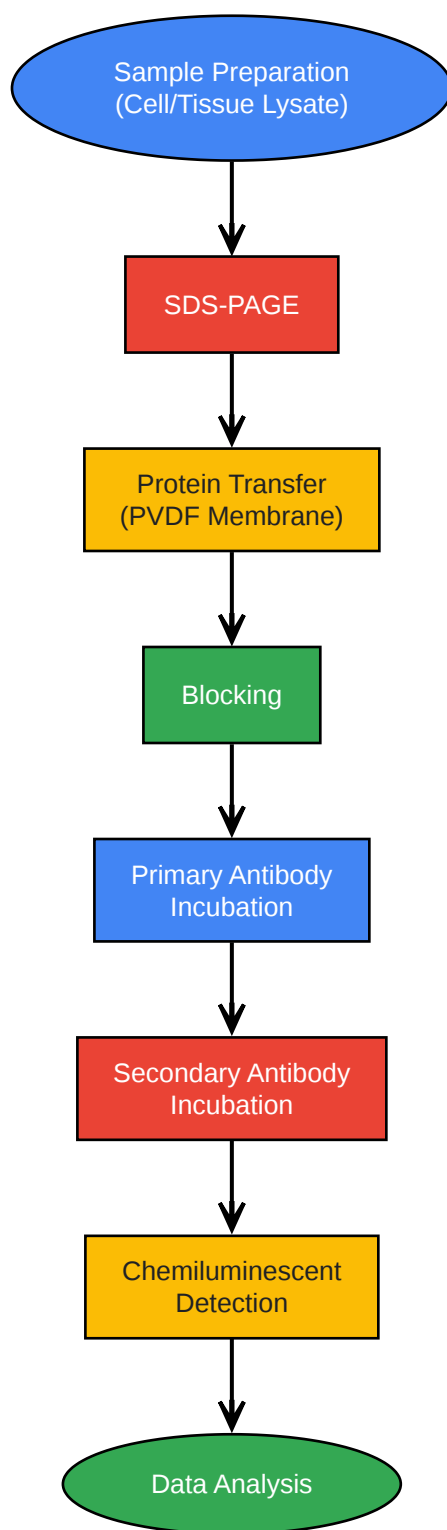 Sample Preparation
(Cell/Tissue Lysate)
SDS-PAGE
Protein Transfer
(PVDF Membrane)
Blocking
Primary Antibody
Incubation
Secondary Antibody
Incubation
Chemiluminescent
Detection
Data Analysis